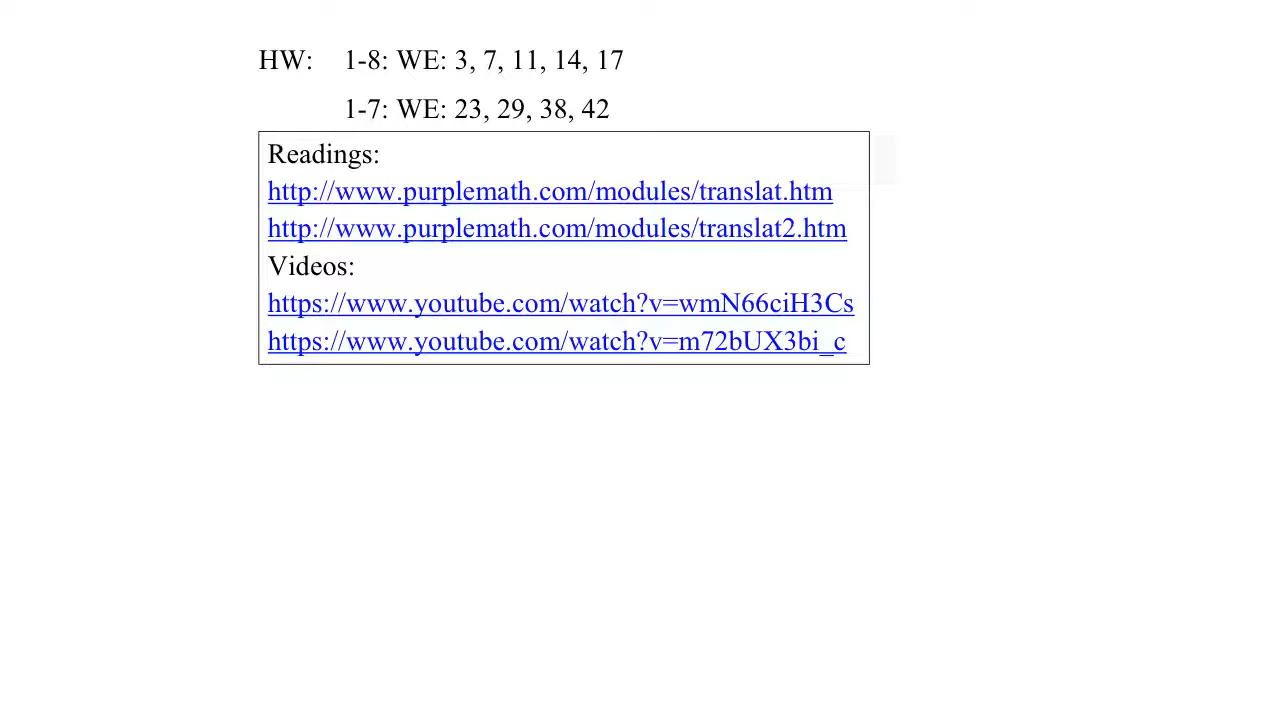 HW: 1-8: WE: 3, 7, 11, 14, 17
1-7: WE: 23, 29, 38, 42
Readings:
http://www.purplemath.com/modules/translat.htm
http://www.purplemath.com/modules/translat2.htm
Videos:
https://www.youtube.com/watch?v=wmN66ciH3Cs
https://www.youtube.com/watch?v=m72bUX3bi_c